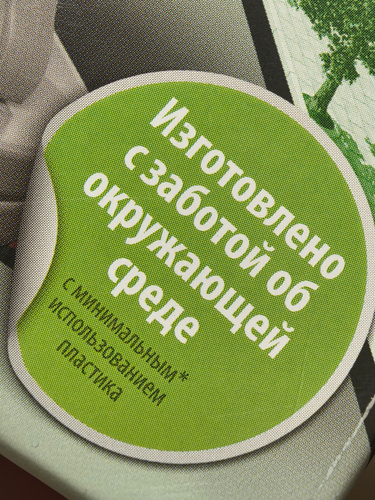 Изготовлено
с заботой об
окружающей
среде
с минимальным*
использованием
пластика